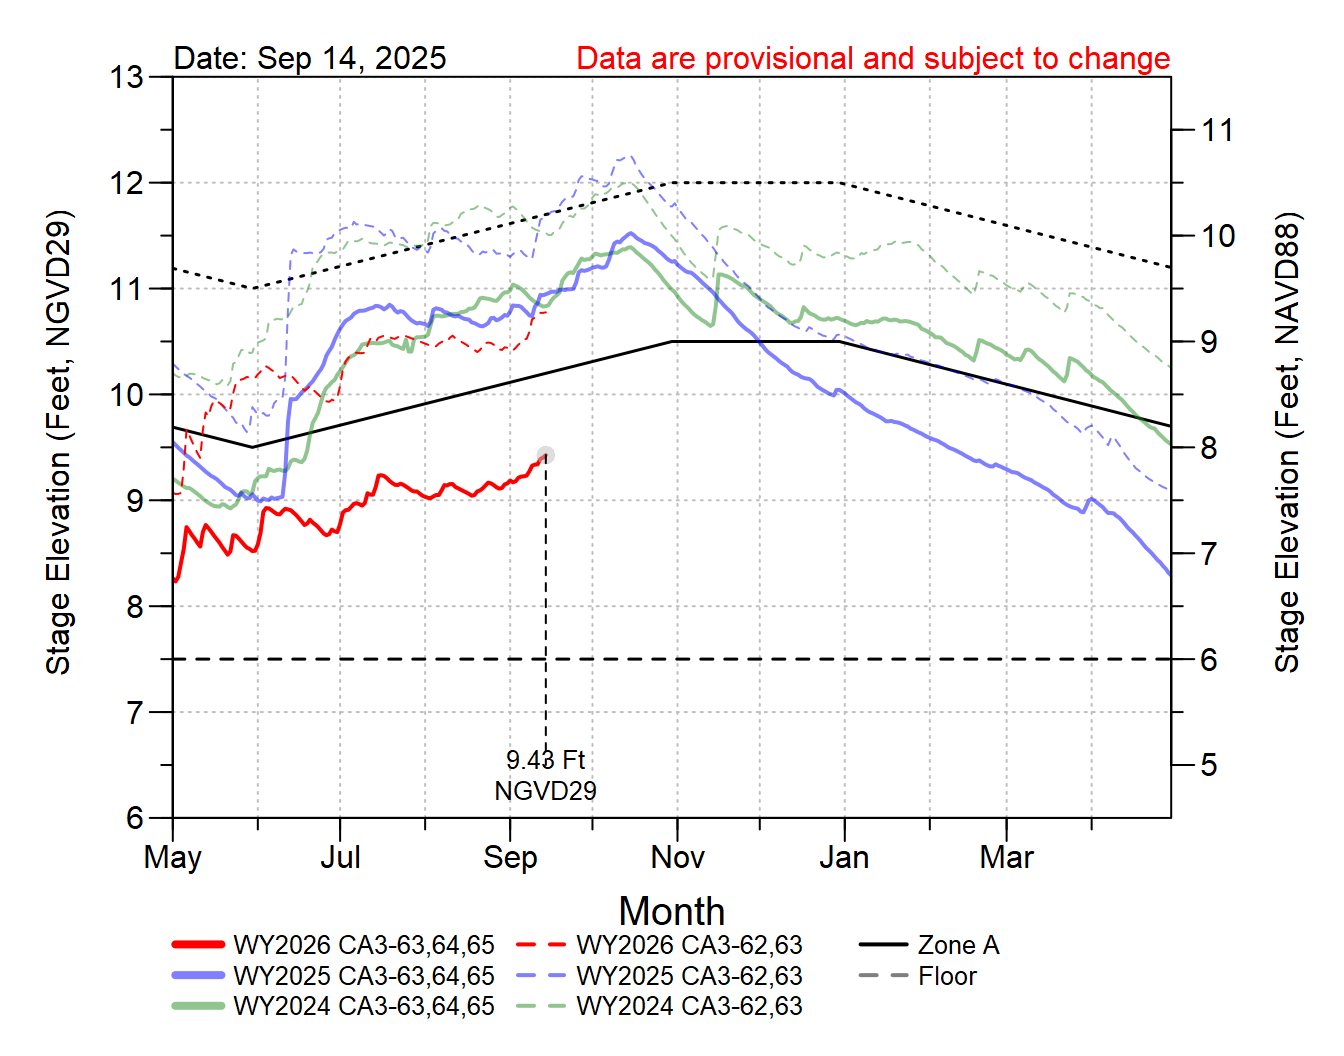 Date: Sep 14, 2025
Data are provisional and subject to change
13
12
11
10
9
8
7
6
11
10
9
8
7
6
5
Stage Elevation (Feet, NGVD29)
Stage Elevation (Feet, NAVD88)
9.43 Ft
NGVD29
May Jul Sep Nov Jan Mar
Month
WY2026 CA3-63,64,65 WY2026 CA3-62,63 Zone A
WY2025 CA3-63,64,65 WY2025 CA3-62,63 Floor
WY2024 CA3-63,64,65 WY2024 CA3-62,63